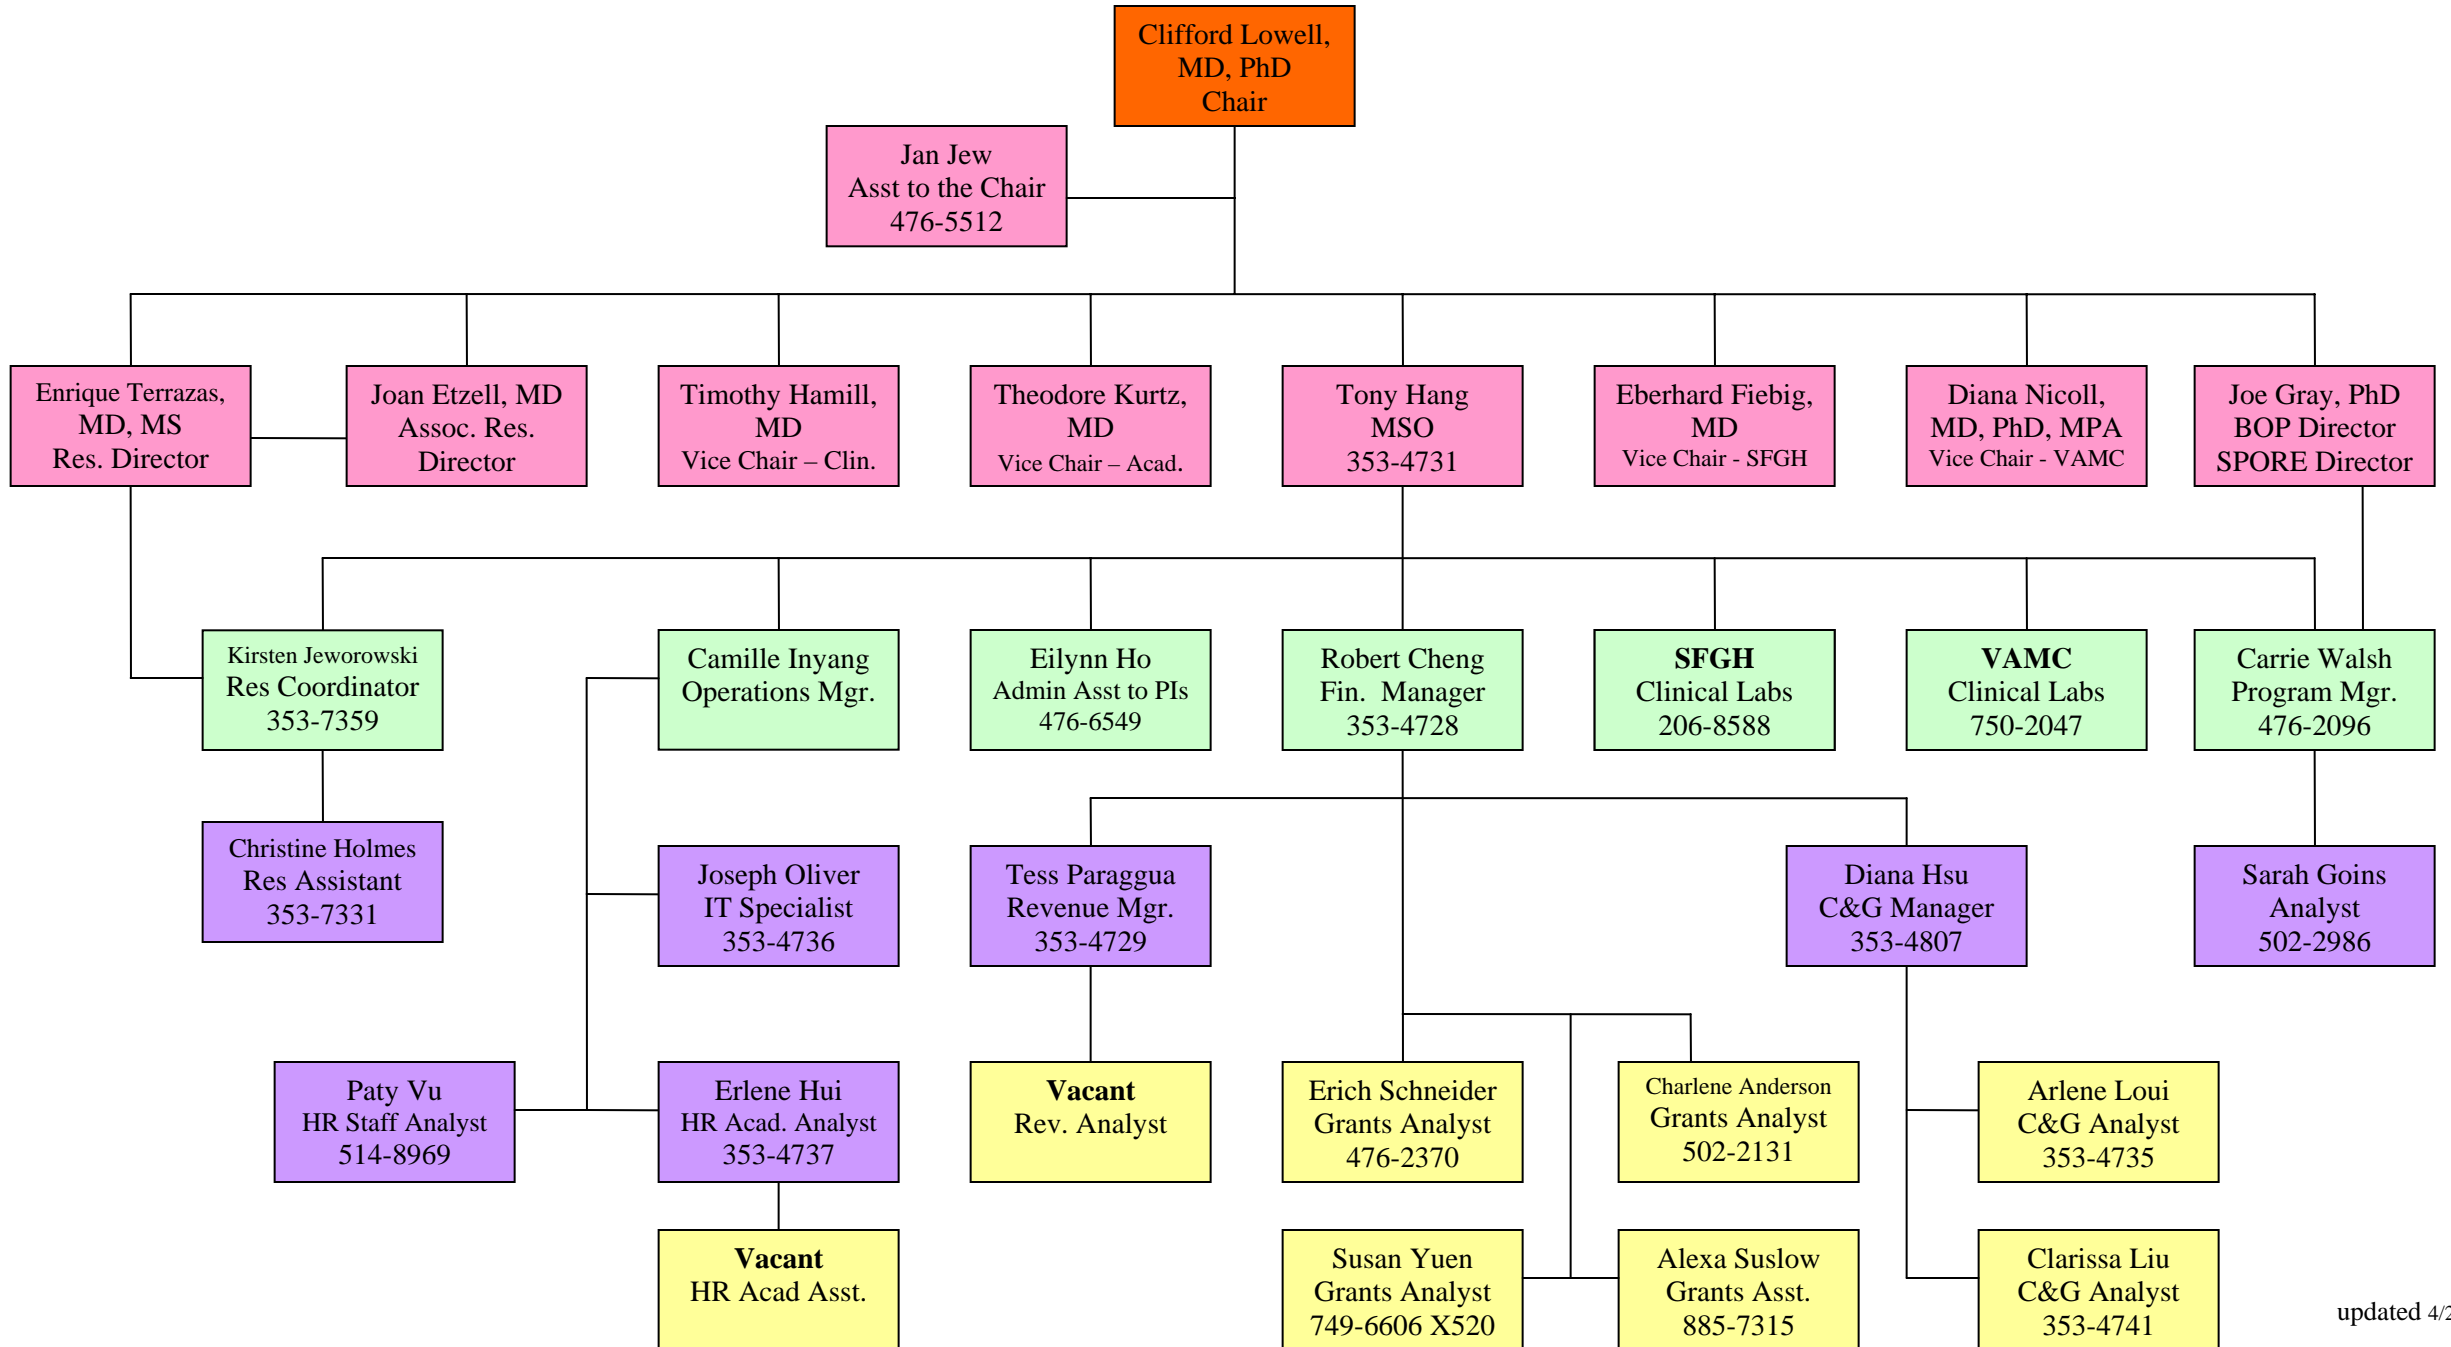 Clifford Lowell,
MD, PhD
Chair
Jan Jew
Asst to the Chair
476-5512
Enrique Terrazas,
MD, MS
Res. Director
Joan Etzell, MD
Assoc. Res.
Director
Timothy Hamill,
MD
Vice Chair – Clin.
Theodore Kurtz,
MD
Vice Chair – Acad.
Tony Hang
MSO
353-4731
Eberhard Fiebig,
MD
Vice Chair - SFGH
Diana Nicoll,
MD, PhD, MPA
Vice Chair - VAMC
Joe Gray, PhD
BOP Director
SPORE Director
Kirsten Jeworowski
Res Coordinator
353-7359
Camille Inyang
Operations Mgr.
Eilynn Ho
Admin Asst to PIs
476-6549
Robert Cheng
Fin. Manager
353-4728
SFGH
Clinical Labs
206-8588
VAMC
Clinical Labs
750-2047
Carrie Walsh
Program Mgr.
476-2096
Christine Holmes
Res Assistant
353-7331
Joseph Oliver
IT Specialist
353-4736
Tess Paraggua
Revenue Mgr.
353-4729
Diana Hsu
C&G Manager
353-4807
Sarah Goins
Analyst
502-2986
Paty Vu
HR Staff Analyst
514-8969
Erlene Hui
HR Acad. Analyst
353-4737
Vacant
Rev. Analyst
Erich Schneider
Grants Analyst
476-2370
Charlene Anderson
Grants Analyst
502-2131
Arlene Loui
C&G Analyst
353-4735
Vacant
HR Acad Asst.
Susan Yuen
Grants Analyst
749-6606 X520
Alexa Suslow
Grants Asst.
885-7315
Clarissa Liu
C&G Analyst
353-4741
updated 4/2